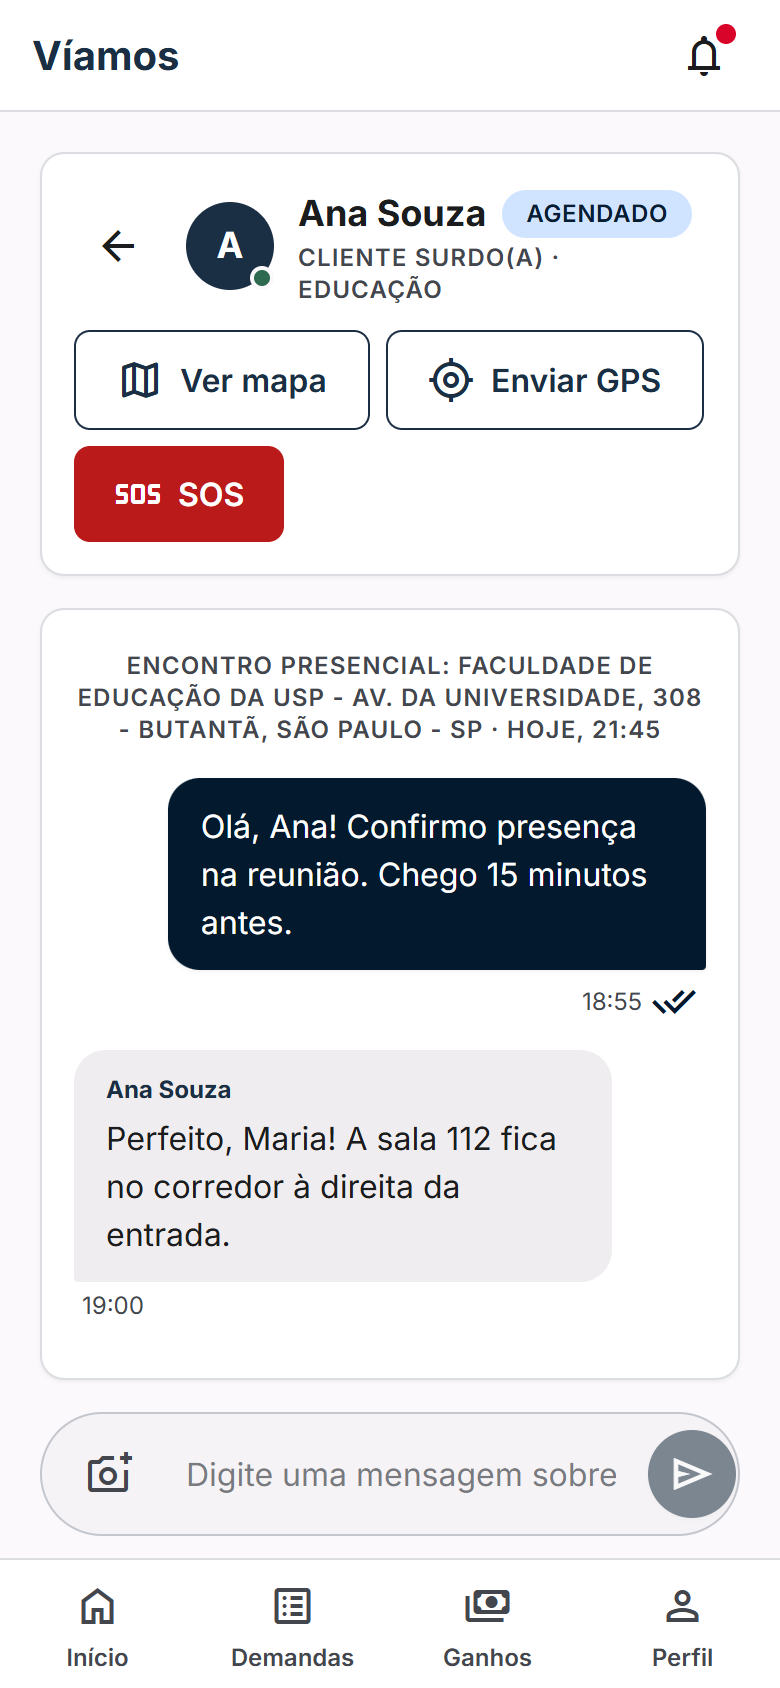 Víamos
A
Ana Souza
AGENDADO
CLIENTE SURDO(A) ·
EDUCAÇÃO
Ver mapa
Enviar GPS
SOS SOS
ENCONTRO PRESENCIAL: FACULDADE DE
EDUCAÇÃO DA USP - AV. DA UNIVERSIDADE, 308
- BUTANTÃ, SÃO PAULO - SP · HOJE, 21:45
Olá, Ana! Confirmo presença
na reunião. Chego 15 minutos
antes.
18:55
Ana Souza
Perfeito, Maria! A sala 112 fica
no corredor à direita da
entrada.
19:00
Digite uma mensagem sobre
Início
Demandas
Ganhos
Perfil